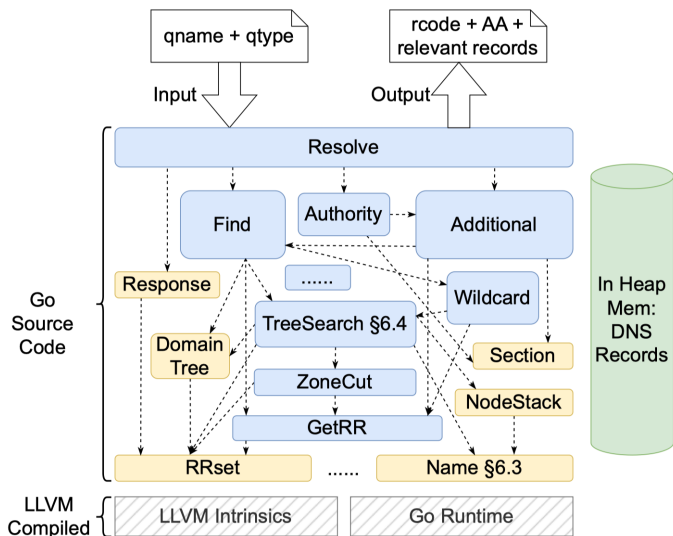 qname + qtype
rcode + AA +
relevant records
Input
Output
Resolve
Find
Authority
Additional
Response
......
Wildcard
Go
Source
Code
In Heap
Mem:
DNS
Records
TreeSearch §6.4
Domain
Tree
Section
ZoneCut
NodeStack
GetRR
RRset
......
Name §6.3
LLVM
Compiled
LLVM Intrinsics
Go Runtime